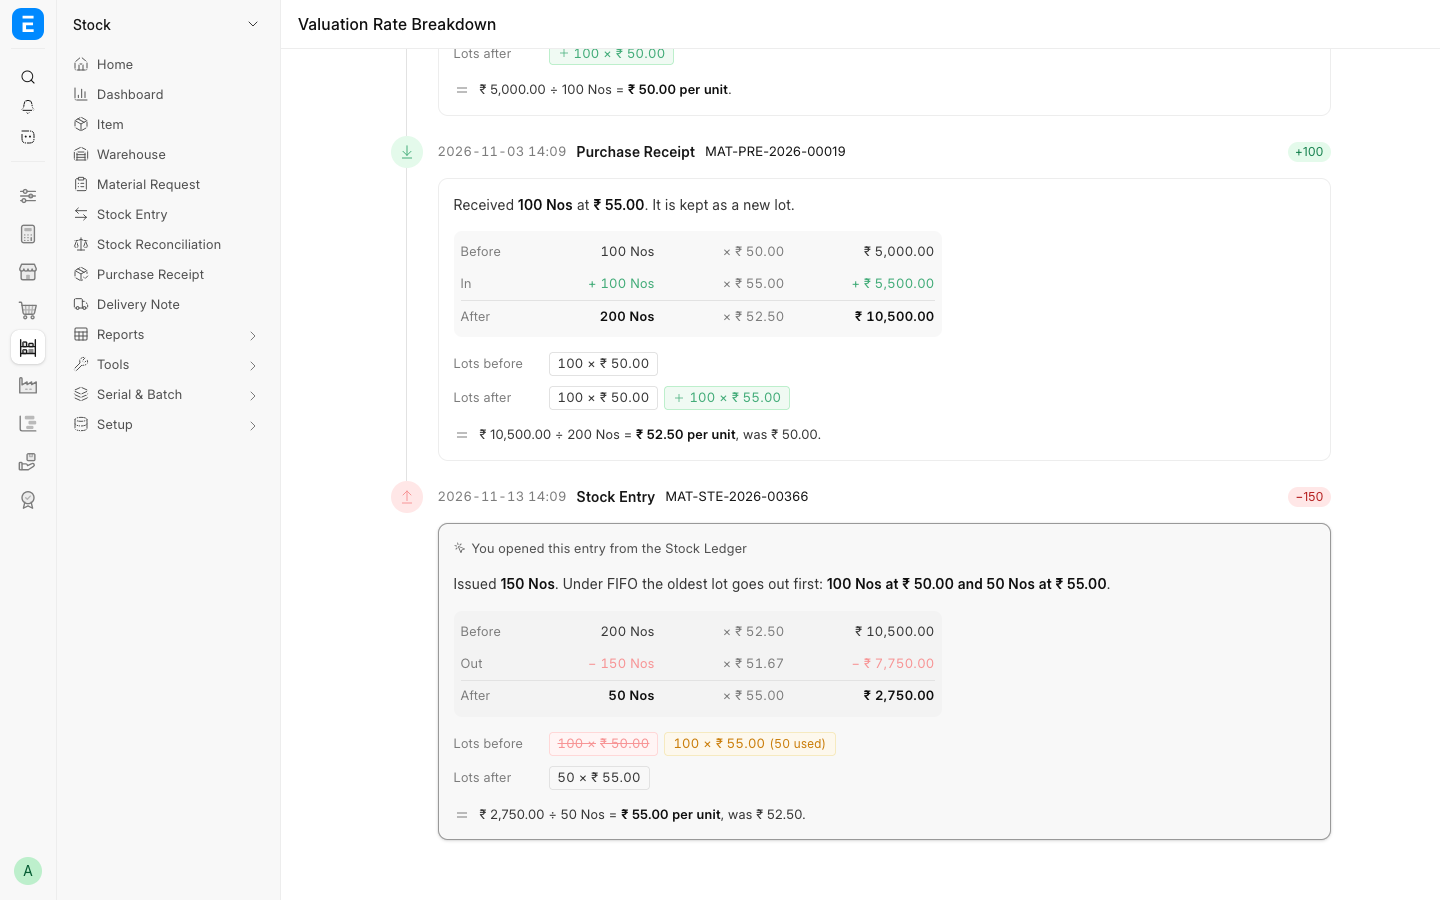 Stock
Home
Dashboard
Item
Warehouse
Material Request
Stock Entry
Stock Reconciliation
Purchase Receipt
Delivery Note
Reports
Tools
Serial & Batch
Setup
A
Valuation Rate Breakdown
Lots after + 100 × ₹ 50.00
= ₹ 5,000.00 ÷ 100 Nos = ₹ 50.00 per unit.
2026-11-03 14:09 Purchase Receipt MAT-PRE-2026-00019 +100
Received 100 Nos at ₹ 55.00. It is kept as a new lot.
Before 100 Nos × ₹ 50.00 ₹ 5,000.00
In + 100 Nos × ₹ 55.00 + ₹ 5,500.00
After 200 Nos × ₹ 52.50 ₹ 10,500.00
Lots before 100 × ₹ 50.00
Lots after 100 × ₹ 50.00 + 100 × ₹ 55.00
= ₹ 10,500.00 ÷ 200 Nos = ₹ 52.50 per unit, was ₹ 50.00.
2026-11-13 14:09 Stock Entry MAT-STE-2026-00366 −150
You opened this entry from the Stock Ledger
Issued 150 Nos. Under FIFO the oldest lot goes out first: 100 Nos at ₹ 50.00 and 50 Nos at ₹ 55.00.
Before 200 Nos × ₹ 52.50 ₹ 10,500.00
Out − 150 Nos × ₹ 51.67 − ₹ 7,750.00
After 50 Nos × ₹ 55.00 ₹ 2,750.00
Lots before 100 × ₹ 50.00 100 × ₹ 55.00 (50 used)
Lots after 50 × ₹ 55.00
= ₹ 2,750.00 ÷ 50 Nos = ₹ 55.00 per unit, was ₹ 52.50.